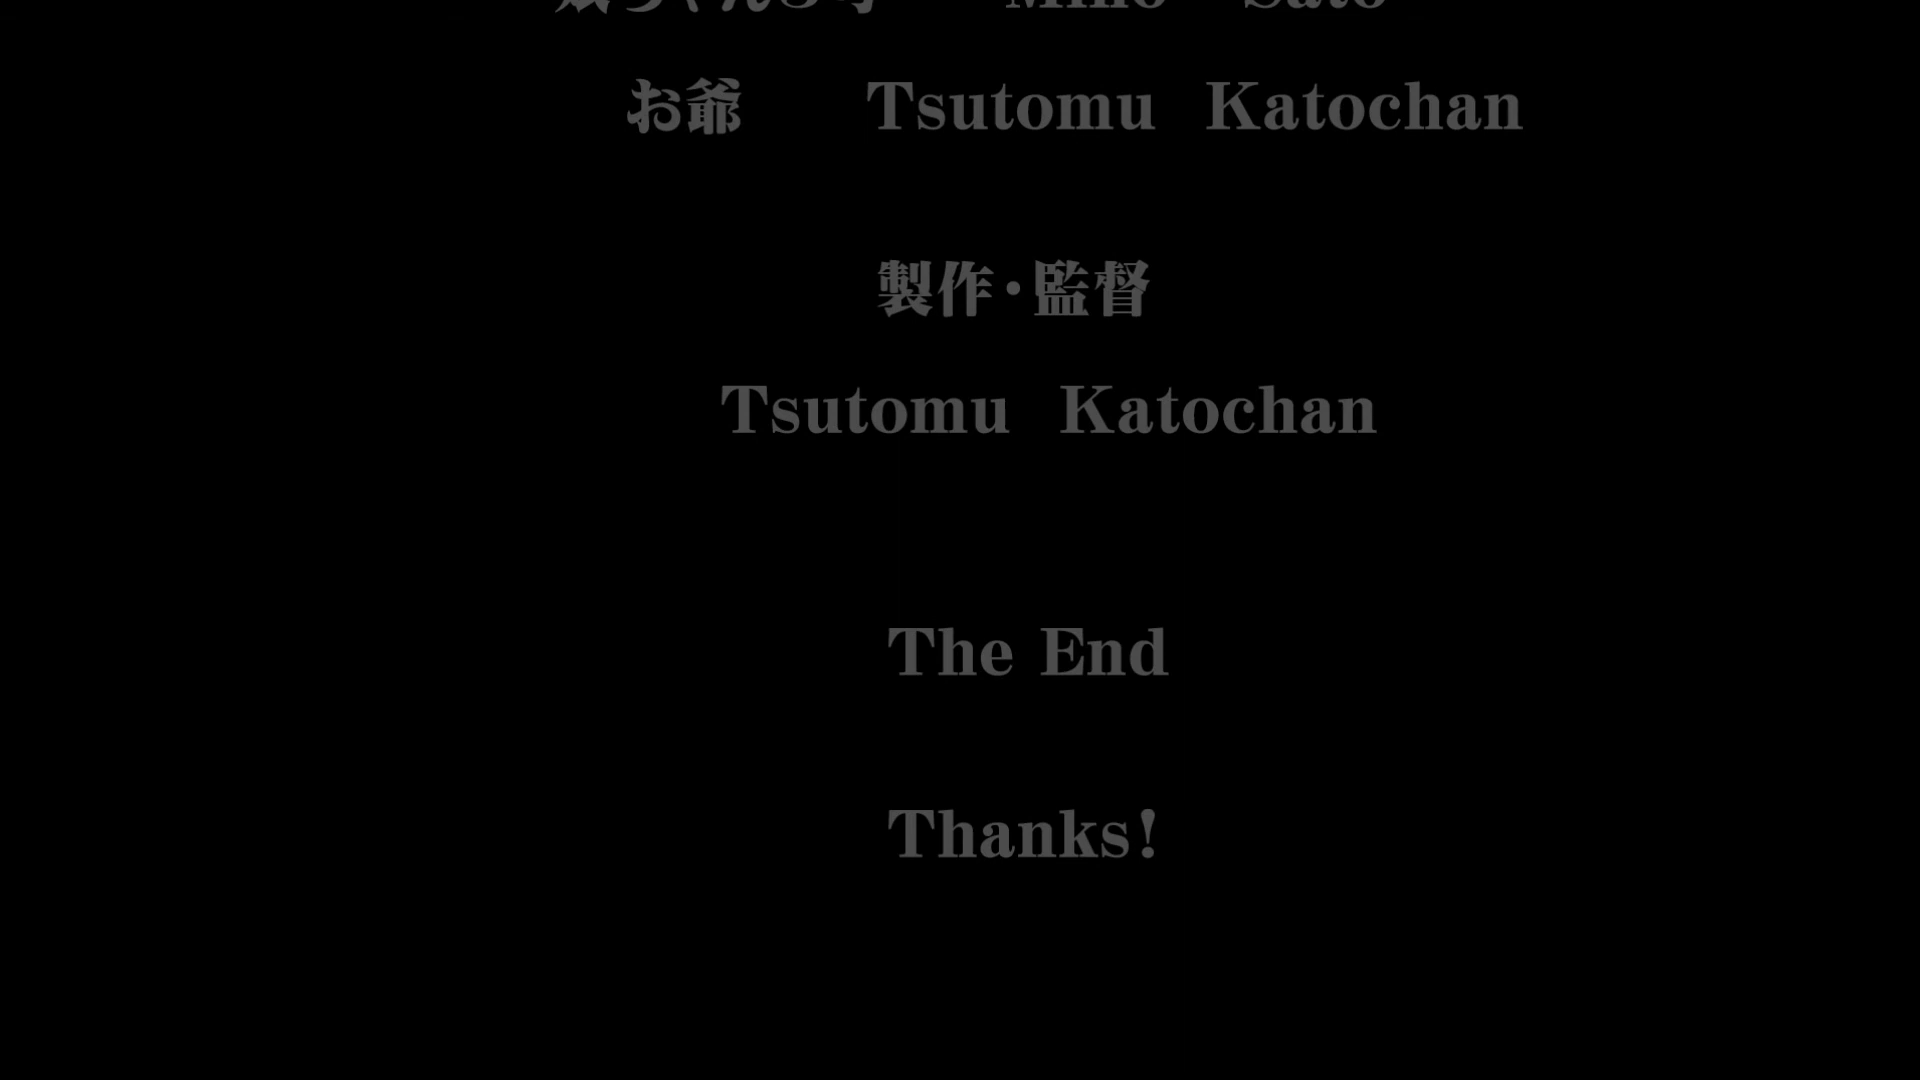 お爺 Tsutomu Katochan
製作・監督
Tsutomu Katochan
The End
Thanks!